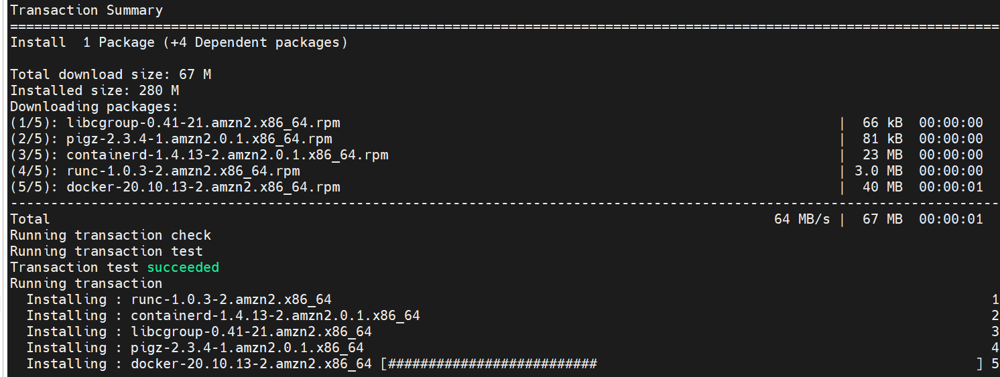 Transaction Summary
================================================================================================================================
Install  1 Package (+4 Dependent packages)
Total download size: 67 M
Installed size: 280 M
Downloading packages:
(1/5): libcgroup-0.41-21.amzn2.x86_64.rpm | 66 kB 00:00:00
(2/5): pigz-2.3.4-1.amzn2.0.1.x86_64.rpm | 81 kB 00:00:00
(3/5): containerd-1.4.13-2.amzn2.0.1.x86_64.rpm | 23 MB 00:00:00
(4/5): runc-1.0.3-2.amzn2.x86_64.rpm | 3.0 MB 00:00:00
(5/5): docker-20.10.13-2.amzn2.x86_64.rpm | 40 MB 00:00:01
--------------------------------------------------------------------------------------------------------------------------------
Total 64 MB/s | 67 MB 00:00:01
Running transaction check
Running transaction test
Transaction test succeeded
Running transaction
Installing : runc-1.0.3-2.amzn2.x86_64 1
Installing : containerd-1.4.13-2.amzn2.0.1.x86_64 2
Installing : libcgroup-0.41-21.amzn2.x86_64 3
Installing : pigz-2.3.4-1.amzn2.0.1.x86_64 4
Installing : docker-20.10.13-2.amzn2.x86_64 [########################## ] 5